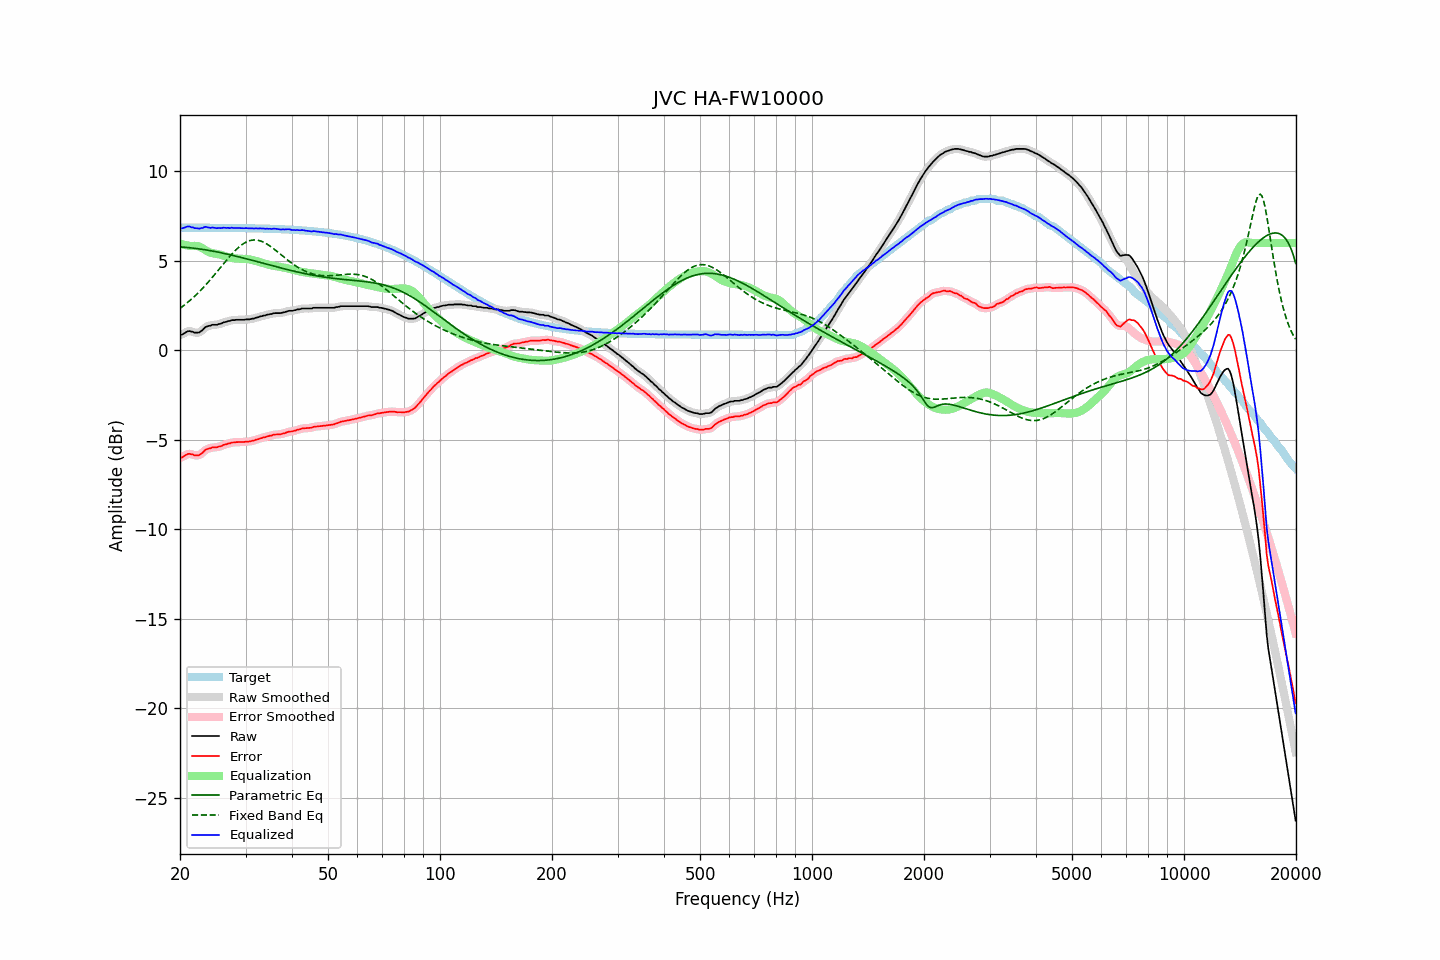 JVC HA-FW10000
Amplitude (dBr)
10
5
0
−5
−10
−15
−20
−25
Target
Raw Smoothed
Error Smoothed
Raw
Error
Equalization
Parametric Eq
Fixed Band Eq
Equalized
20 50 100 200 500 1000 2000 5000 10000 20000
Frequency (Hz)